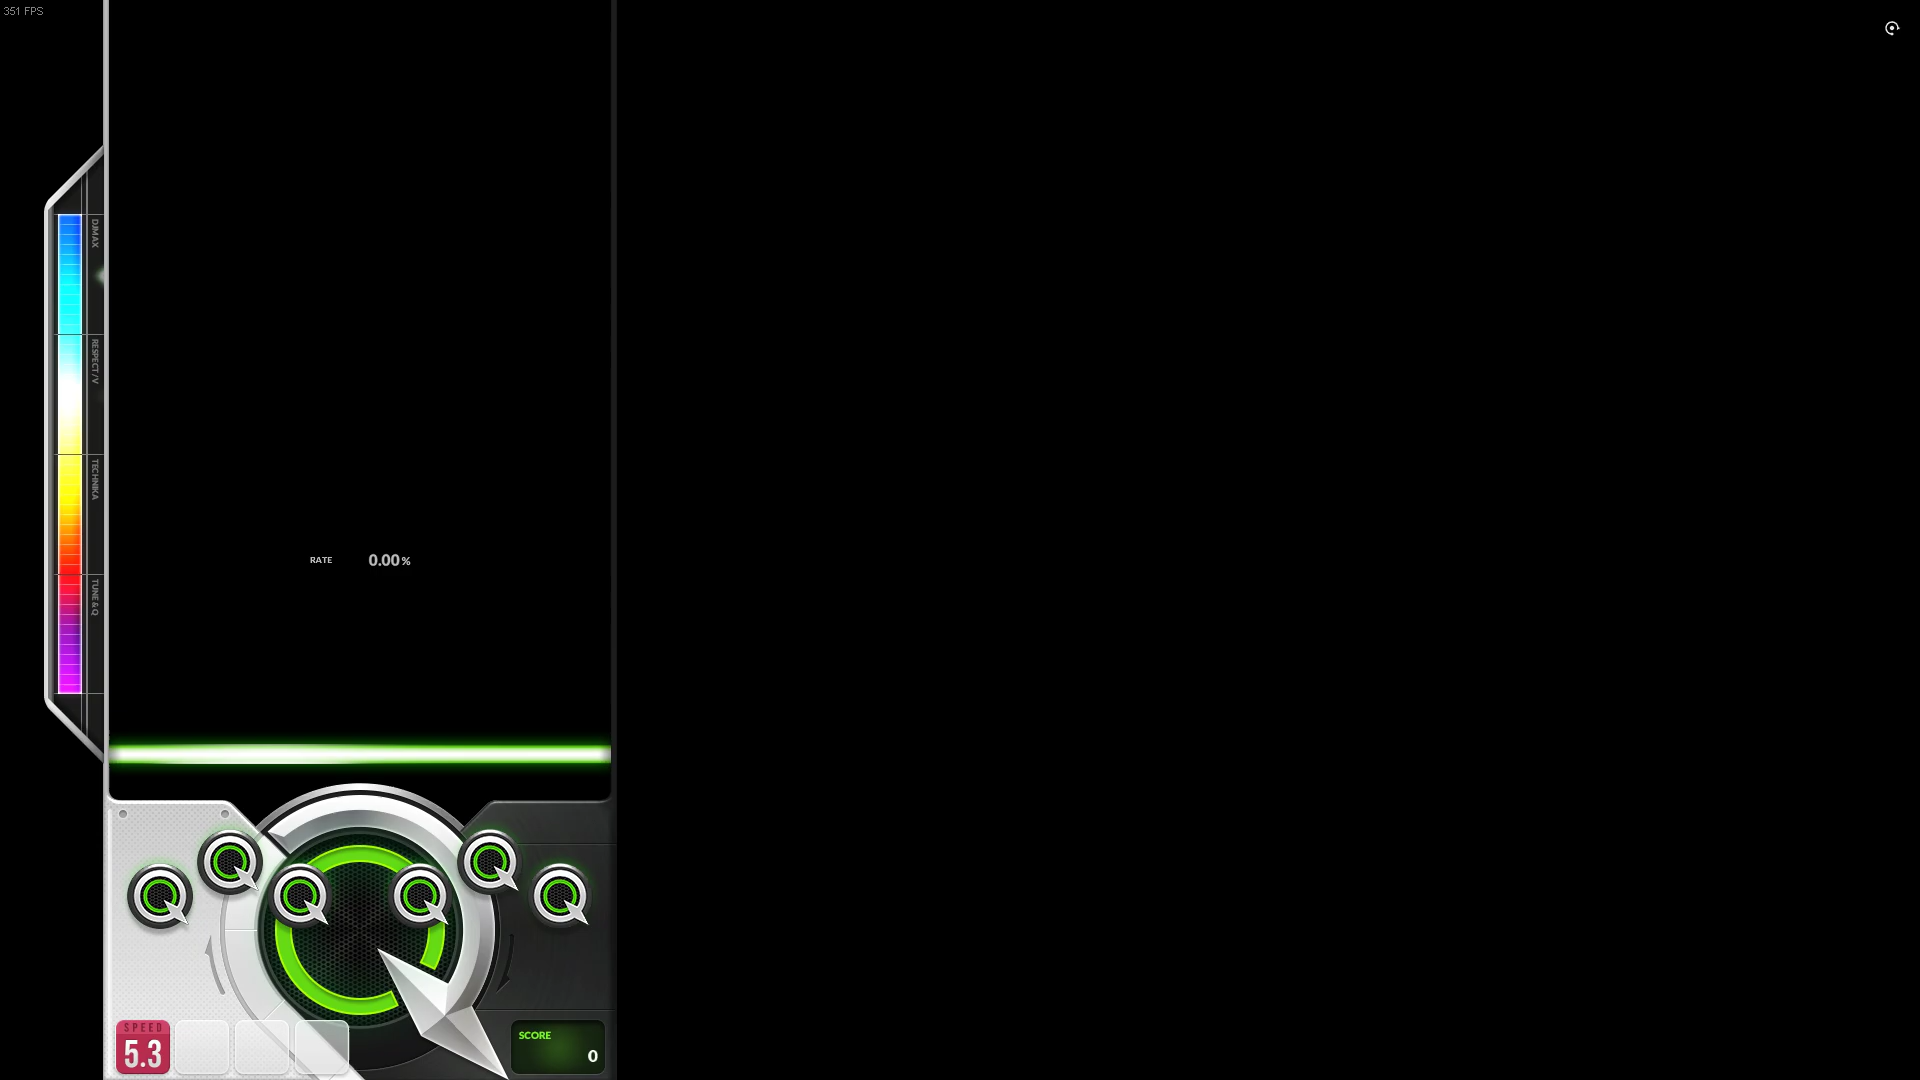 351 FPS
DJMAX
RESPECT/V
TECHNIKA
TUNE&Q
RATE 0.00%
SPEED
5.3
SCORE
0